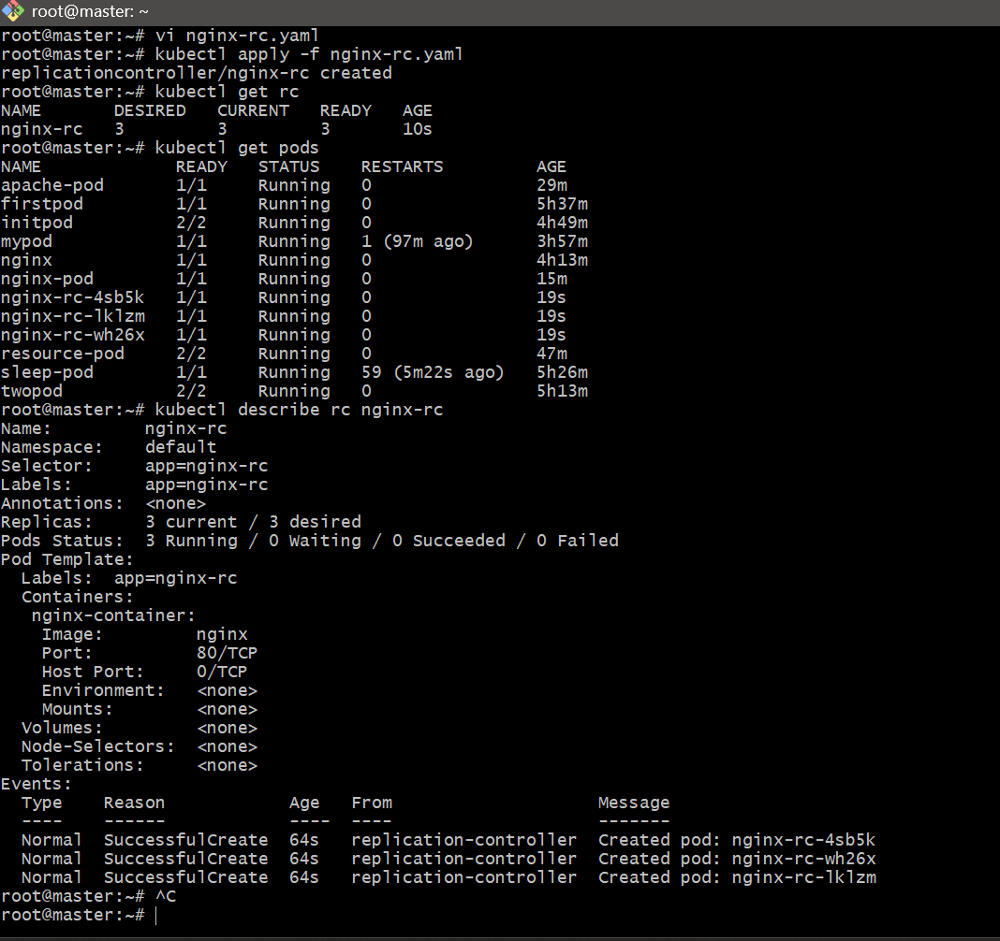 root@master: ~
root@master:~# vi nginx-rc.yaml
root@master:~# kubectl apply -f nginx-rc.yaml
replicationcontroller/nginx-rc created
root@master:~# kubectl get rc
NAME       DESIRED   CURRENT   READY   AGE
nginx-rc   3         3         3       10s
root@master:~# kubectl get pods
NAME             READY   STATUS    RESTARTS         AGE
apache-pod       1/1     Running   0                29m
firstpod         1/1     Running   0                5h37m
initpod          2/2     Running   0                4h49m
mypod            1/1     Running   1 (97m ago)      3h57m
nginx            1/1     Running   0                4h13m
nginx-pod        1/1     Running   0                15m
nginx-rc-4sb5k   1/1     Running   0                19s
nginx-rc-lklzm   1/1     Running   0                19s
nginx-rc-wh26x   1/1     Running   0                19s
resource-pod     2/2     Running   0                47m
sleep-pod        1/1     Running   59 (5m22s ago)   5h26m
twopod           2/2     Running   0                5h13m
root@master:~# kubectl describe rc nginx-rc
Name:         nginx-rc
Namespace:    default
Selector:     app=nginx-rc
Labels:       app=nginx-rc
Annotations:  <none>
Replicas:     3 current / 3 desired
Pods Status:  3 Running / 0 Waiting / 0 Succeeded / 0 Failed
Pod Template:
  Labels:  app=nginx-rc
  Containers:
   nginx-container:
    Image:         nginx
    Port:          80/TCP
    Host Port:     0/TCP
    Environment:   <none>
    Mounts:        <none>
  Volumes:         <none>
  Node-Selectors:  <none>
  Tolerations:     <none>
Events:
  Type    Reason            Age   From                    Message
  ----    ------            ----  ----                    -------
  Normal  SuccessfulCreate  64s   replication-controller  Created pod: nginx-rc-4sb5k
  Normal  SuccessfulCreate  64s   replication-controller  Created pod: nginx-rc-wh26x
  Normal  SuccessfulCreate  64s   replication-controller  Created pod: nginx-rc-lklzm
root@master:~# ^C
root@master:~#